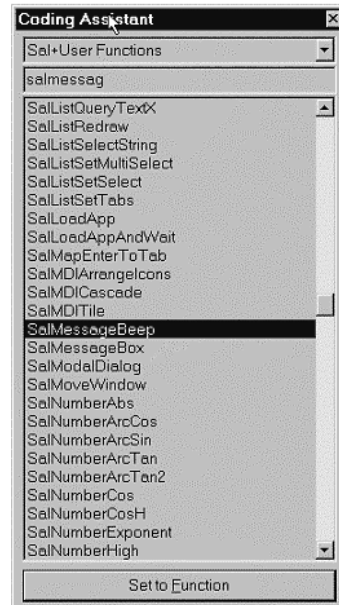 Coding Assistant
Sal+User Functions
salmessag
SalListQueryTextX
SalListRedraw
SalListSelectString
SalListSetMultiSelect
SalListSetSelect
SalListSetTabs
SalLoadApp
SalLoadAppAndWait
SalMapEnterToTab
SalMDIArrangeIcons
SalMDICascade
SalMDITile
SalMessageBeep
SalMessageBox
SalModalDialog
SalMoveWindow
SalNumberAbs
SalNumberArcCos
SalNumberArcSin
SalNumberArcTan
SalNumberArcTan2
SalNumberCos
SalNumberCosH
SalNumberExponent
SalNumberHigh
Set to Function